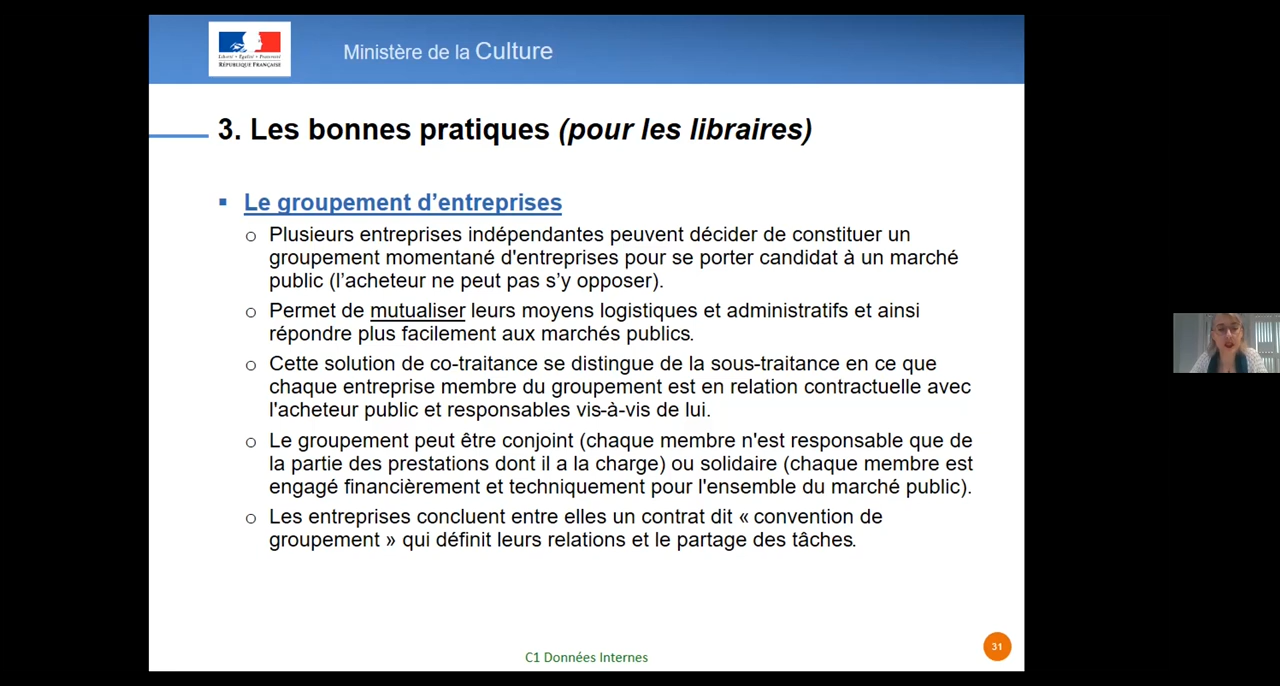 Liberté • Égalité • Fraternité
RÉPUBLIQUE FRANÇAISE
Ministère de la Culture
3. Les bonnes pratiques (pour les libraires)
Le groupement d’entreprises
Plusieurs entreprises indépendantes peuvent décider de constituer un
groupement momentané d'entreprises pour se porter candidat à un marché
public (l’acheteur ne peut pas s’y opposer).
Permet de mutualiser leurs moyens logistiques et administratifs et ainsi
répondre plus facilement aux marchés publics.
Cette solution de co-traitance se distingue de la sous-traitance en ce que
chaque entreprise membre du groupement est en relation contractuelle avec
l'acheteur public et responsables vis-à-vis de lui.
Le groupement peut être conjoint (chaque membre n'est responsable que de
la partie des prestations dont il a la charge) ou solidaire (chaque membre est
engagé financièrement et techniquement pour l'ensemble du marché public).
Les entreprises concluent entre elles un contrat dit « convention de
groupement » qui définit leurs relations et le partage des tâches.
C1 Données Internes
31